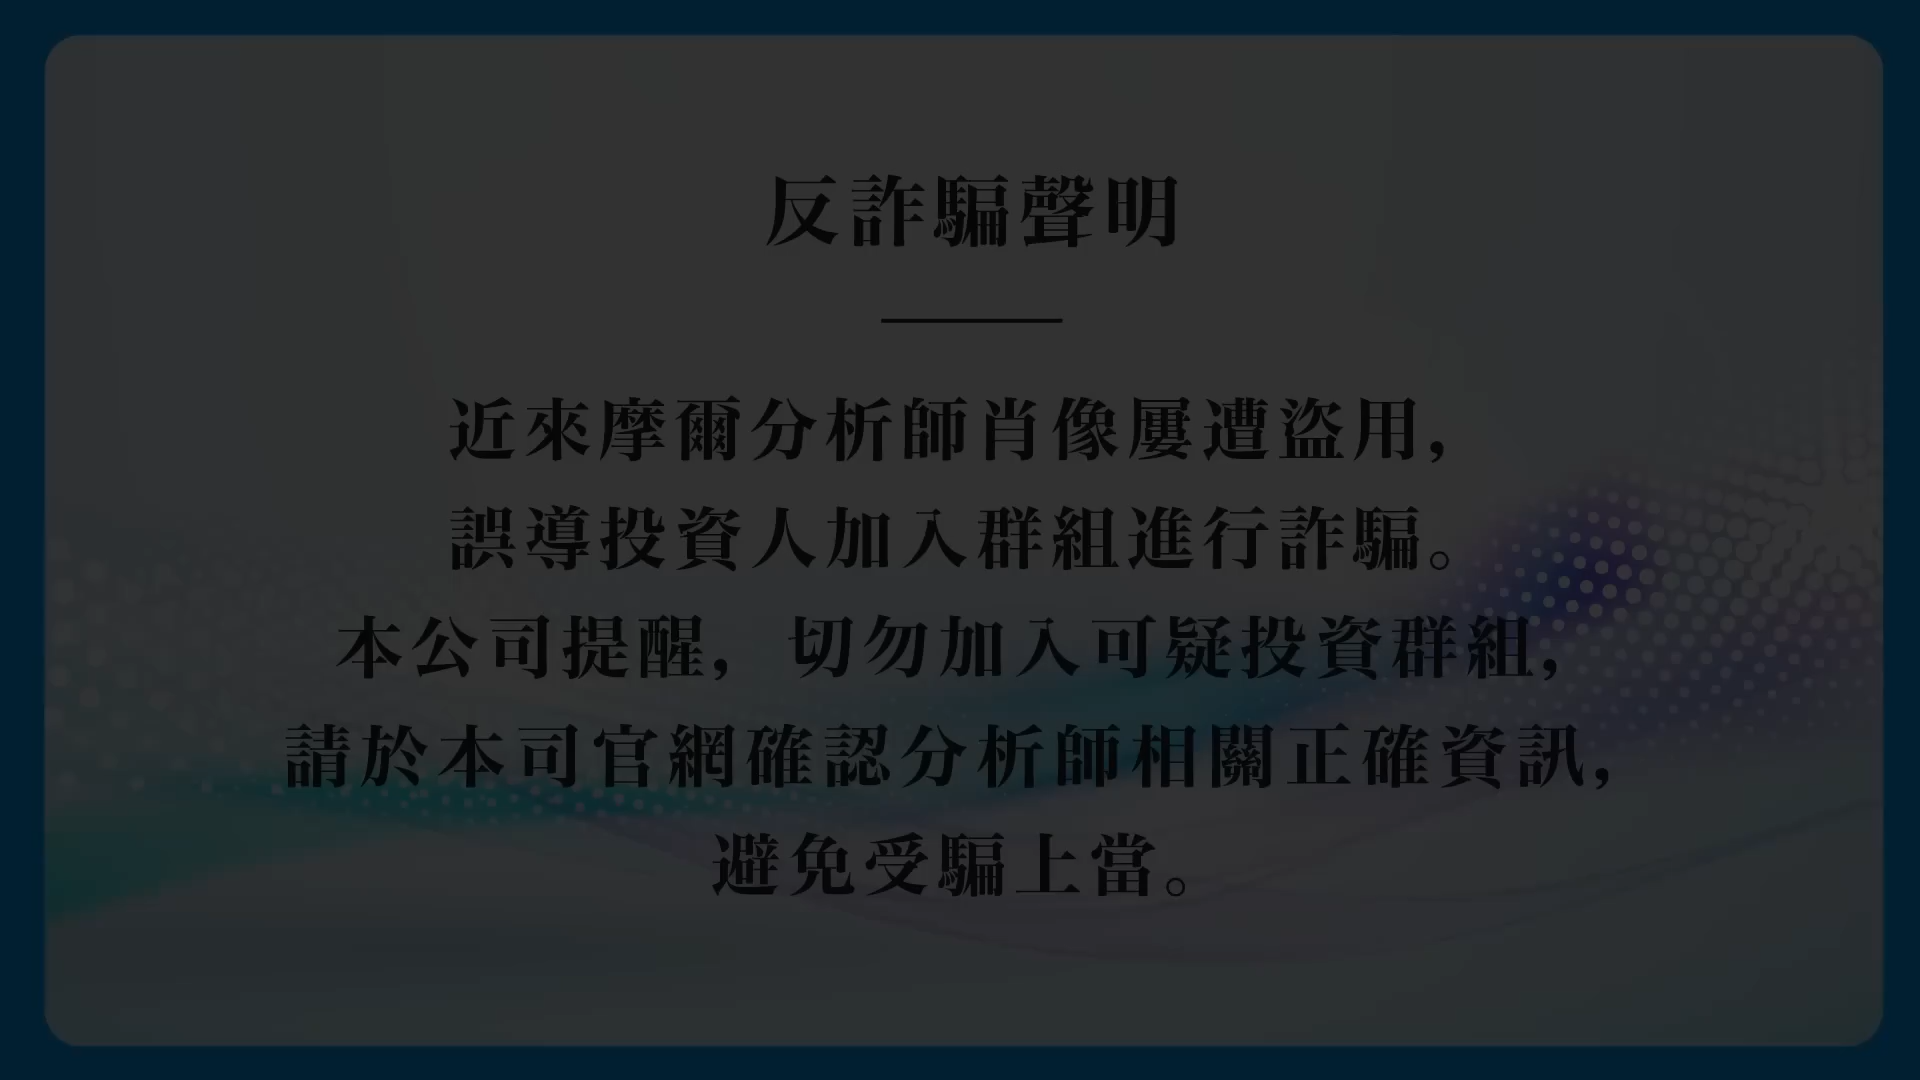 反詐騙聲明
近來摩爾分析師肖像屢遭盜用，
誤導投資人加入群組進行詐騙。
本公司提醒，切勿加入可疑投資群組，
請於本司官網確認分析師相關正確資訊，
避免受騙上當。